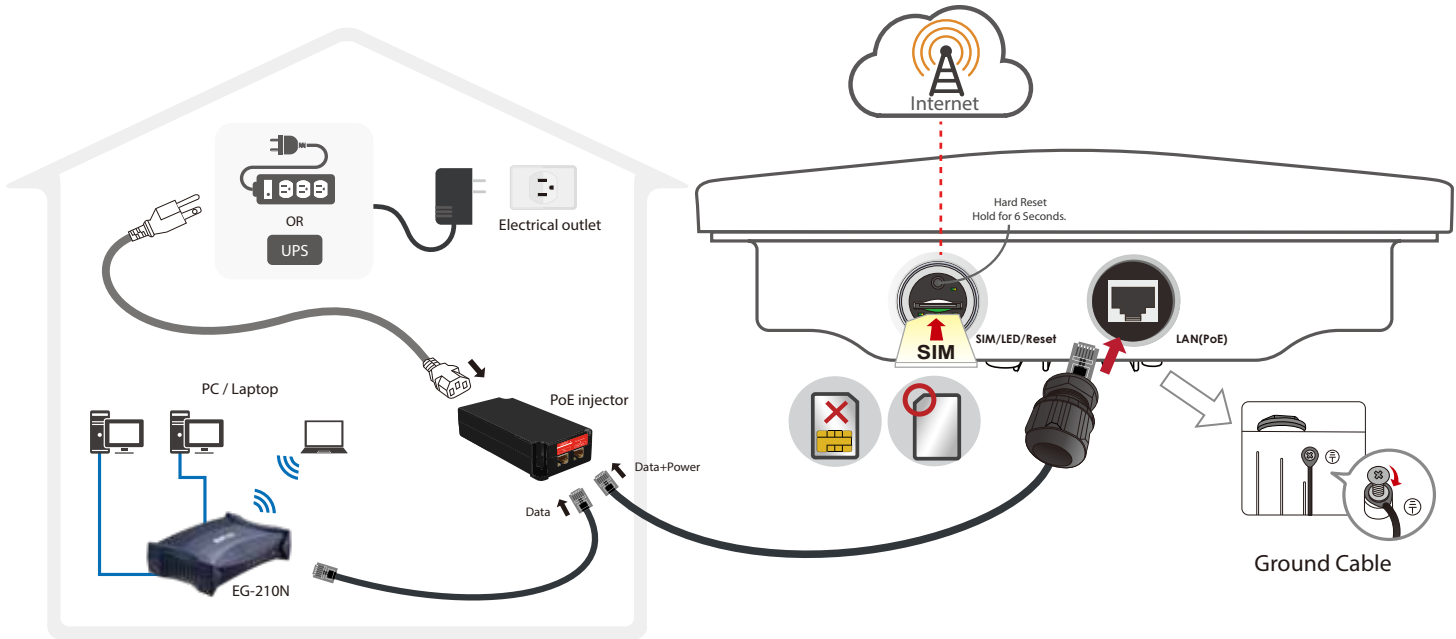 Internet
Hard Reset
Hold for 6 Seconds.
OR
UPS
Electrical outlet
SIM/LED/Reset
LAN(PoE)
SIM
PC / Laptop
PoE injector
Data+Power
Data
EG-210N
Ground Cable